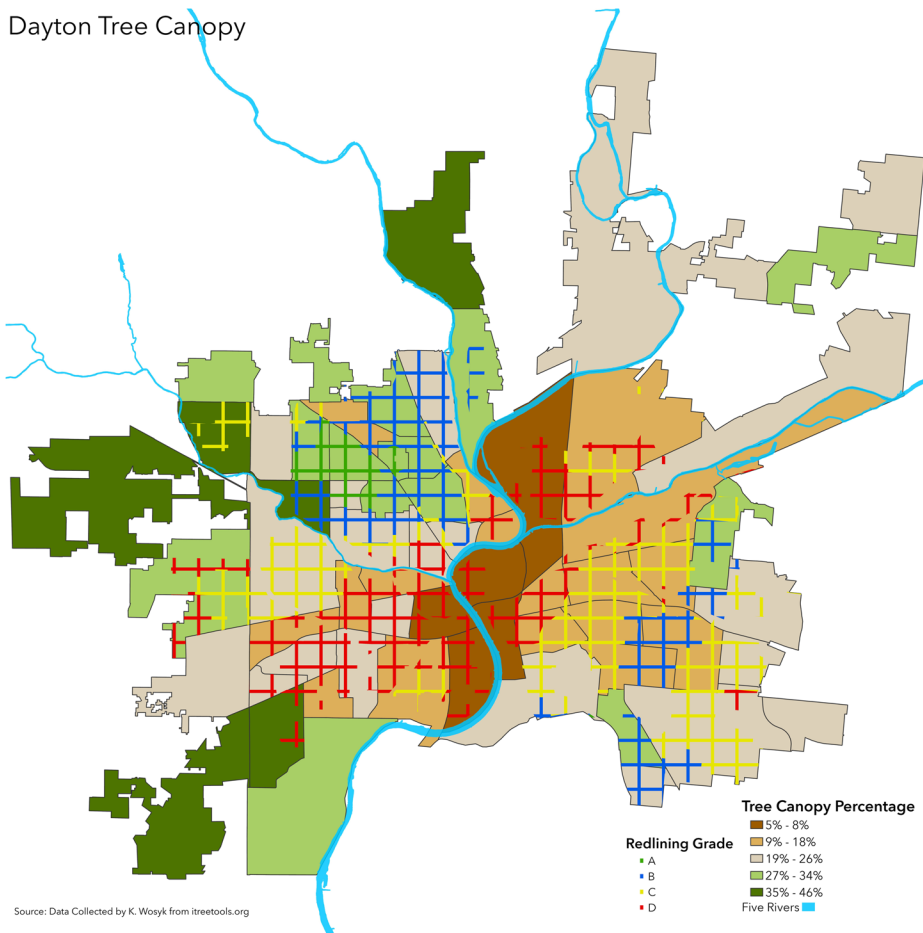 Dayton Tree Canopy
Tree Canopy Percentage
5% - 8%
9% - 18%
19% - 26%
27% - 34%
35% - 46%
Five Rivers
Redlining Grade
A
B
C
D
Source: Data Collected by K. Wosyk from itreetools.org